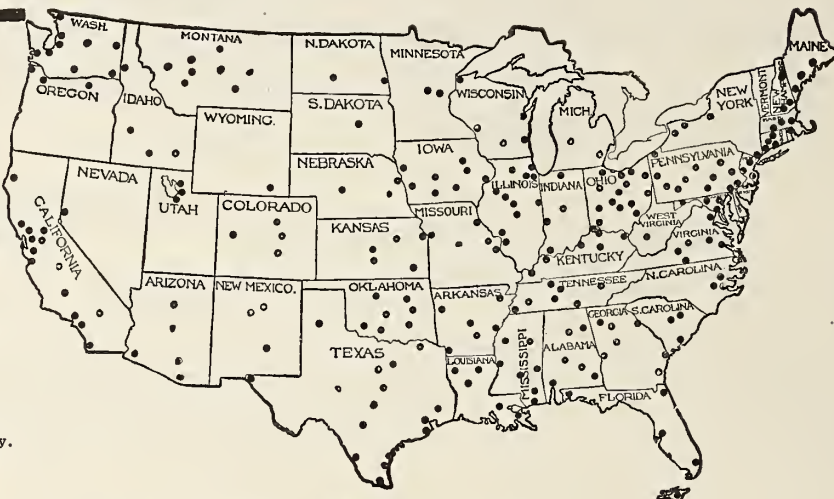 WASH.
MONTANA
N.DAKOTA
MINNESOTA
MAINE
OREGON
IDAHO
WYOMING.
S.DAKOTA
WISCONSIN
MICH.
NEW YORK
VERMONT
NEW
NEBRASKA
IOWA
PENNSYLVANIA
NEVADA
UTAH
COLORADO
ILLINOIS
INDIANA
OHIO
CALIFORNIA
KANSAS
MISSOURI
WEST VIRGINIA
VIRGINIA
KENTUCKY
ARIZONA
NEW MEXICO.
OKLAHOMA
ARKANSAS
TENNESSEE
N.CAROLINA
TEXAS
LOUISIANA
MISSISSIPPI
ALABAMA
GEORGIA
S.CAROLINA
FLORIDA
y.